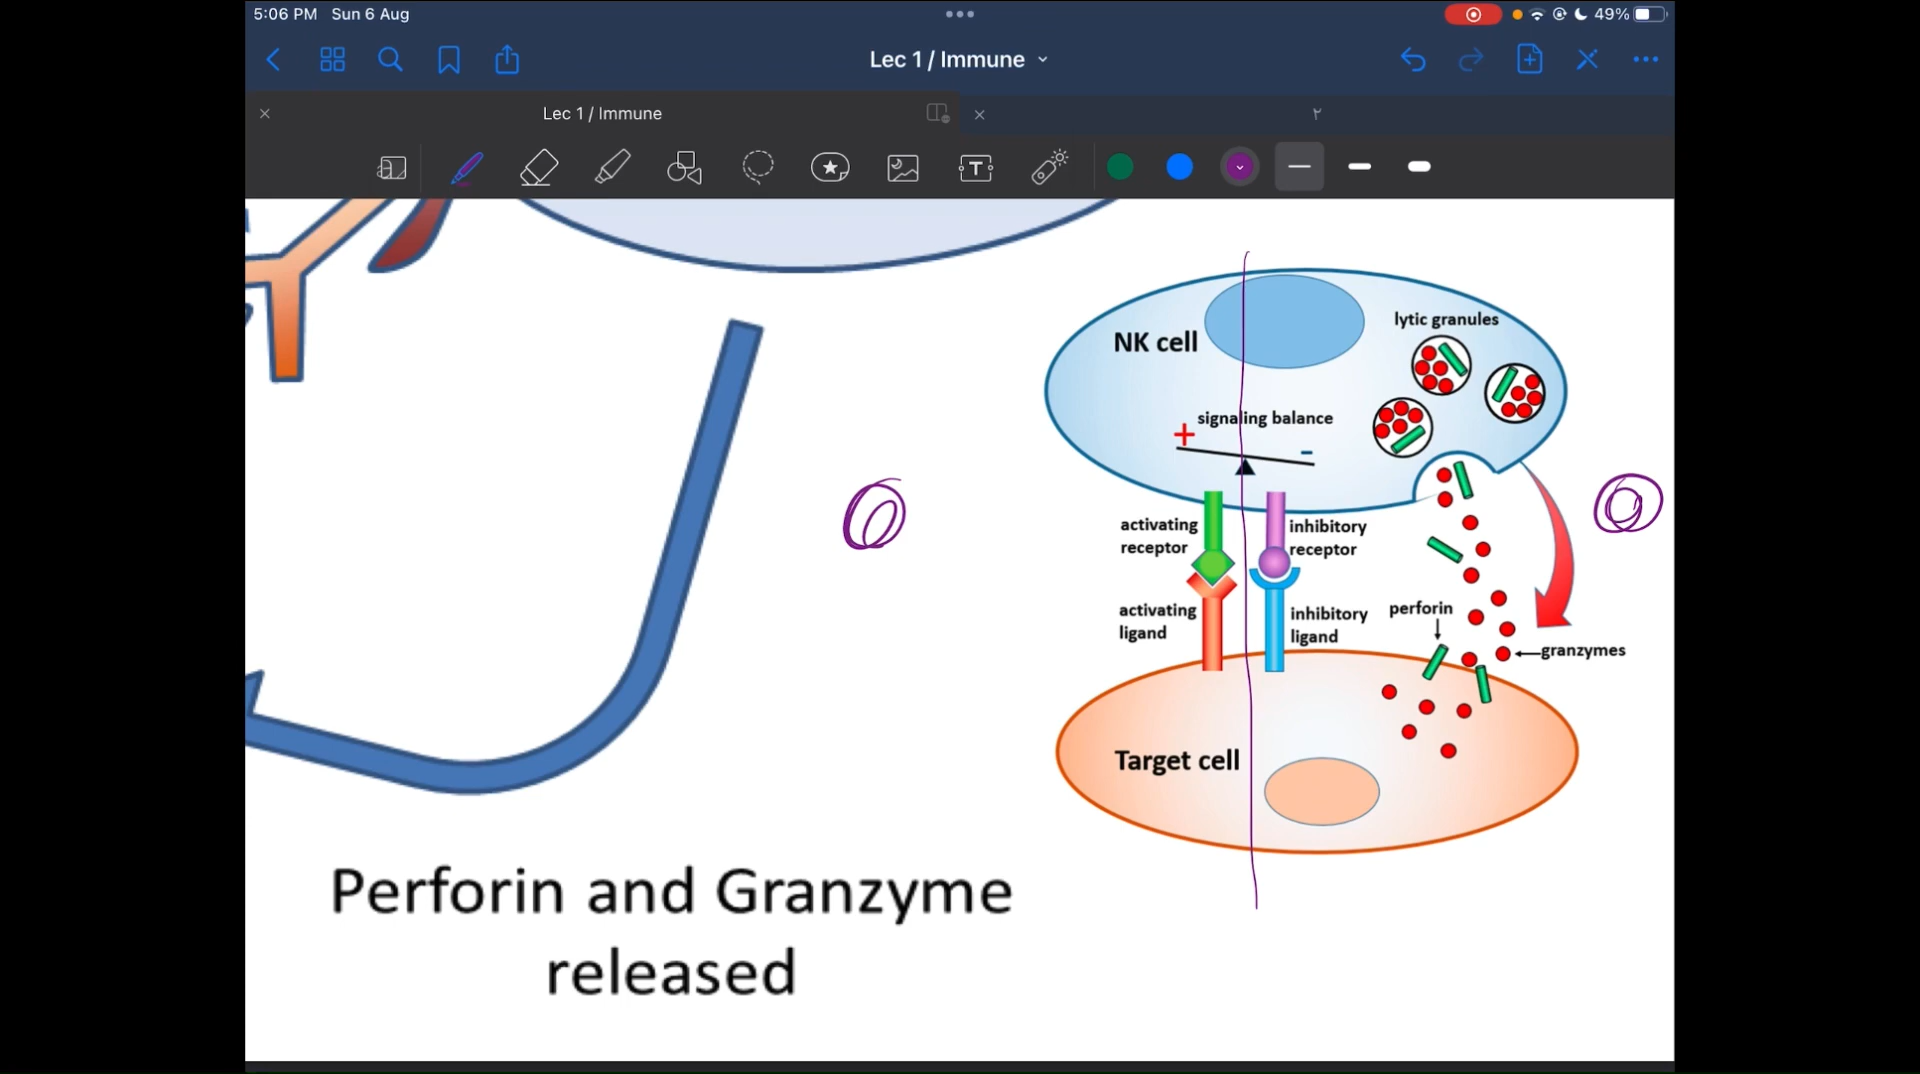 5:06 PM Sun 6 Aug
49%
Lec 1 / Immune
Lec 1 / Immune
٢
NK cell
lytic granules
signaling balance
+
-
activating
receptor
inhibitory
receptor
activating
ligand
inhibitory
ligand
perforin
granzymes
Target cell
Perforin and Granzyme
released